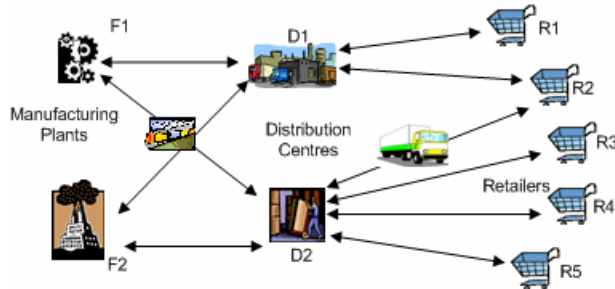 F1
D1
R1
R2
Manufacturing
Plants
Distribution
Centres
R3
Retailers
R4
F2
D2
R5